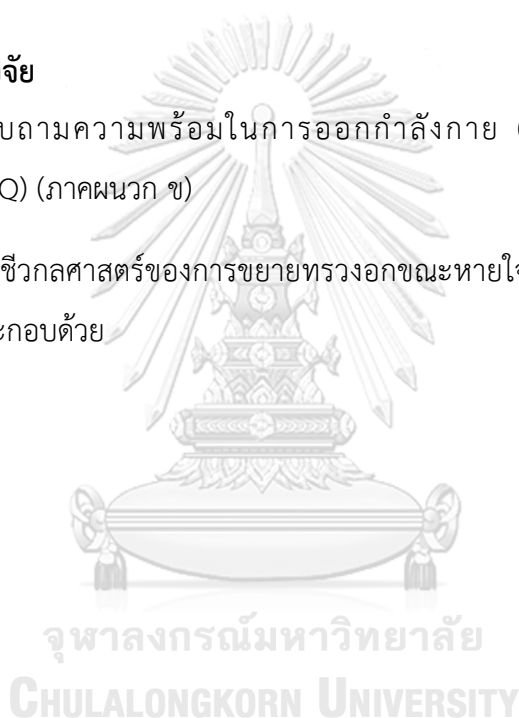 จัย
บถามความพร้อมในการออกกำลังกาย (
Q) (ภาคผนวก ข)
ชีวกลศาสตร์ของการขยายทรวงอกขณะหายใจ
ะกอบด้วย
จุฬาลงกรณ์มหาวิทยาลัย
CHULALONGKORN UNIVERSITY